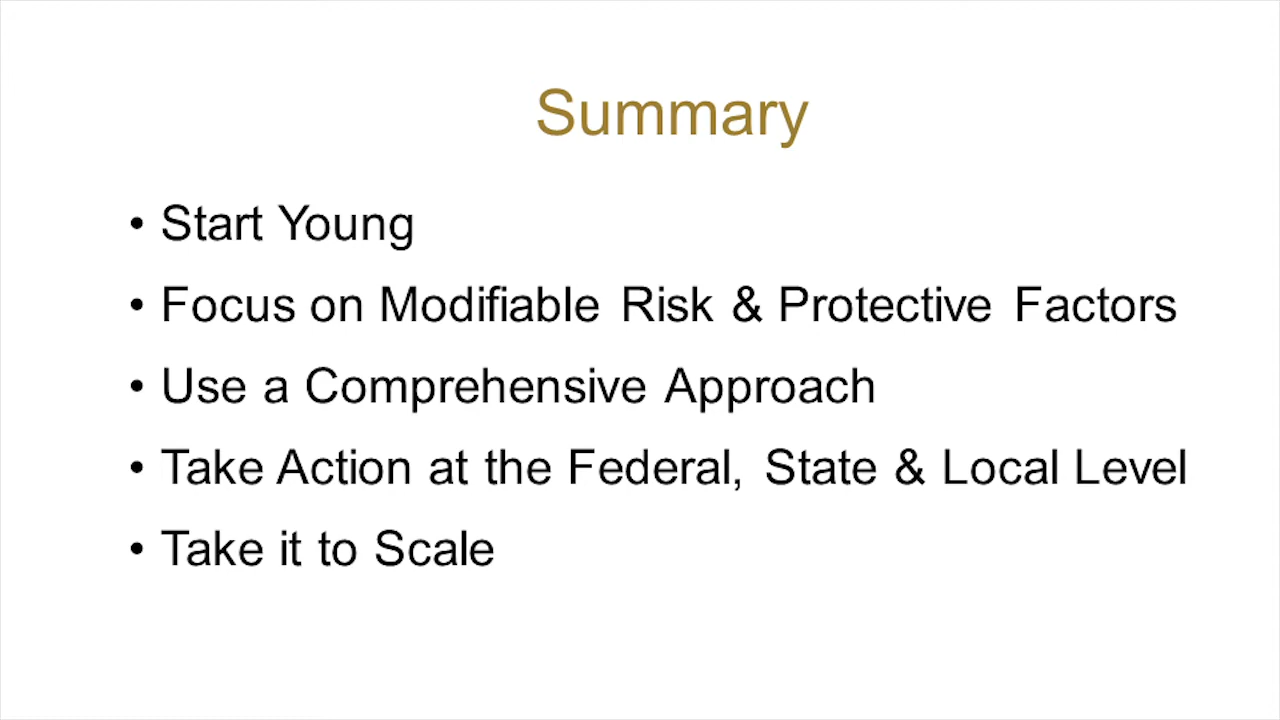 Summary
• Start Young
• Focus on Modifiable Risk & Protective Factors
• Use a Comprehensive Approach
• Take Action at the Federal, State & Local Level
• Take it to Scale